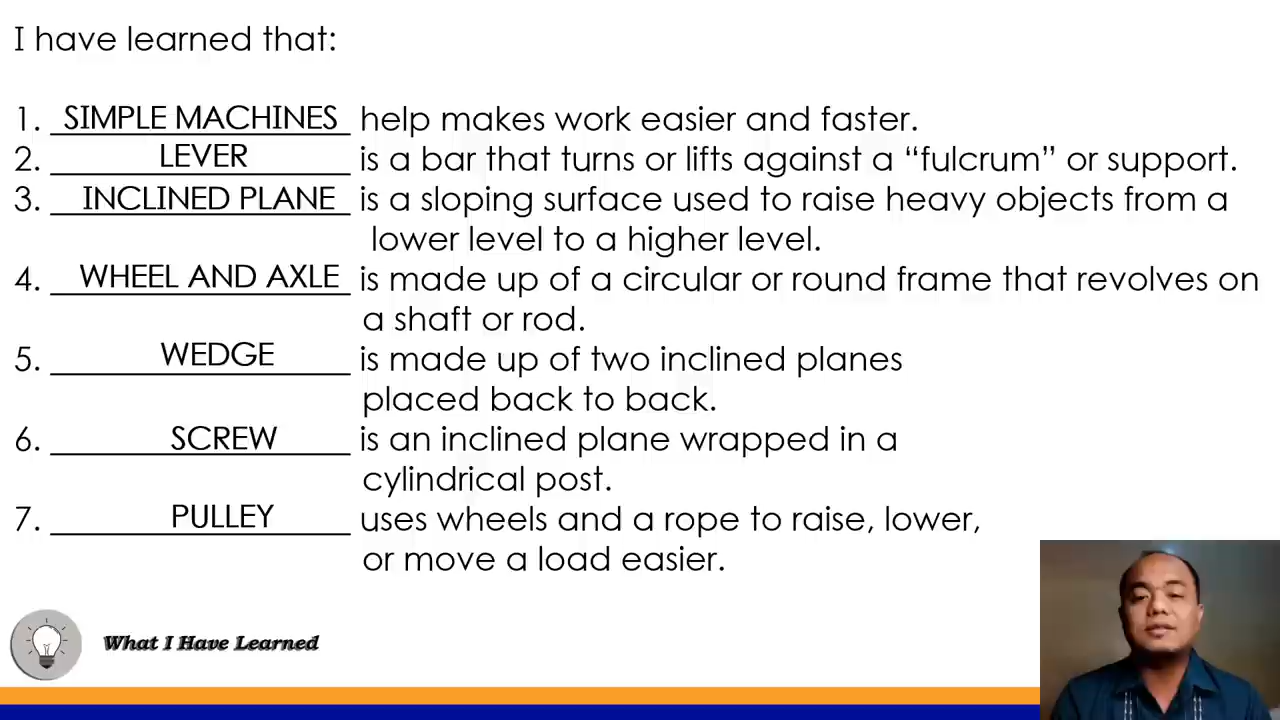 I have learned that:
1. SIMPLE MACHINES help makes work easier and faster.
2. LEVER is a bar that turns or lifts against a “fulcrum” or support.
3. INCLINED PLANE is a sloping surface used to raise heavy objects from a
lower level to a higher level.
4. WHEEL AND AXLE is made up of a circular or round frame that revolves on
a shaft or rod.
5. WEDGE is made up of two inclined planes
placed back to back.
6. SCREW is an inclined plane wrapped in a
cylindrical post.
7. PULLEY uses wheels and a rope to raise, lower,
or move a load easier.
What I Have Learned